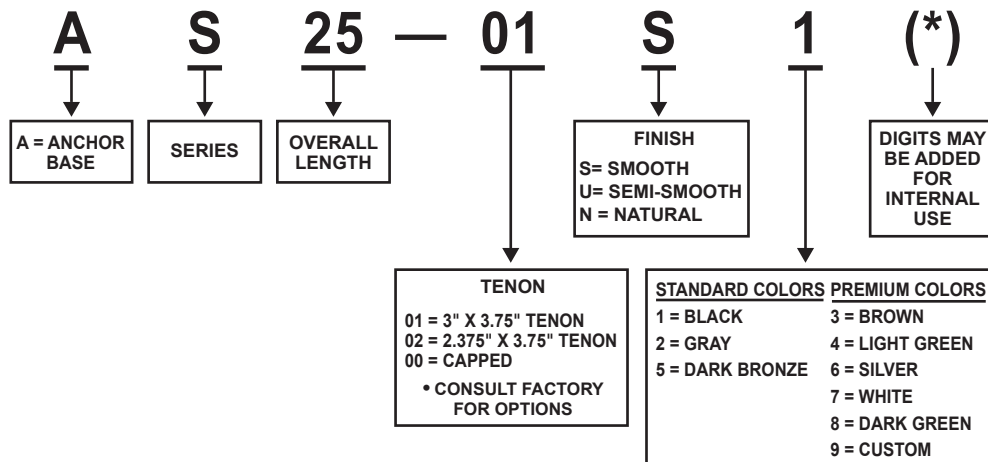 A S 25 — 01 S 1 (*)
A = ANCHOR
BASE
SERIES
OVERALL
LENGTH
FINISH
S= SMOOTH
U= SEMI-SMOOTH
N = NATURAL
DIGITS MAY
BE ADDED
FOR
INTERNAL
USE
TENON
01 = 3" X 3.75" TENON
02 = 2.375" X 3.75" TENON
00 = CAPPED
• CONSULT FACTORY
FOR OPTIONS
STANDARD COLORS
1 = BLACK
2 = GRAY
5 = DARK BRONZE
PREMIUM COLORS
3 = BROWN
4 = LIGHT GREEN
6 = SILVER
7 = WHITE
8 = DARK GREEN
9 = CUSTOM